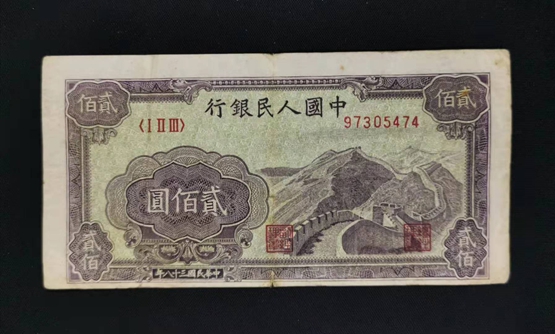 行銀民人國中
〈I II III〉
97305474
佰貳
佰貳
圓佰貳
貳佰
貳佰
年八十三國民華中